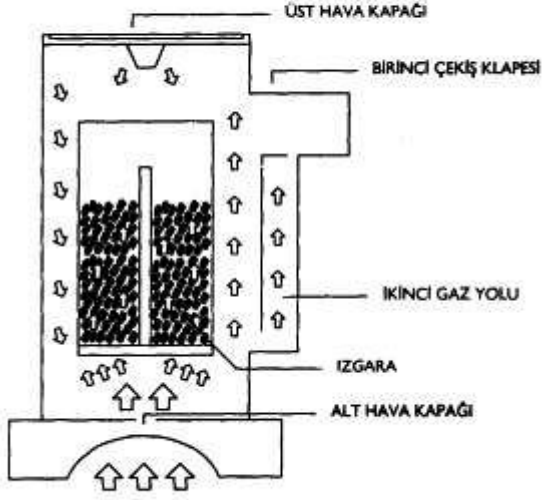 ÜST HAVA KAPAĞI
BİRİNCİ ÇEKİŞ KLAPESİ
İKİNCİ GAZ YOLU
IZGARA
ALT HAVA KAPAĞI